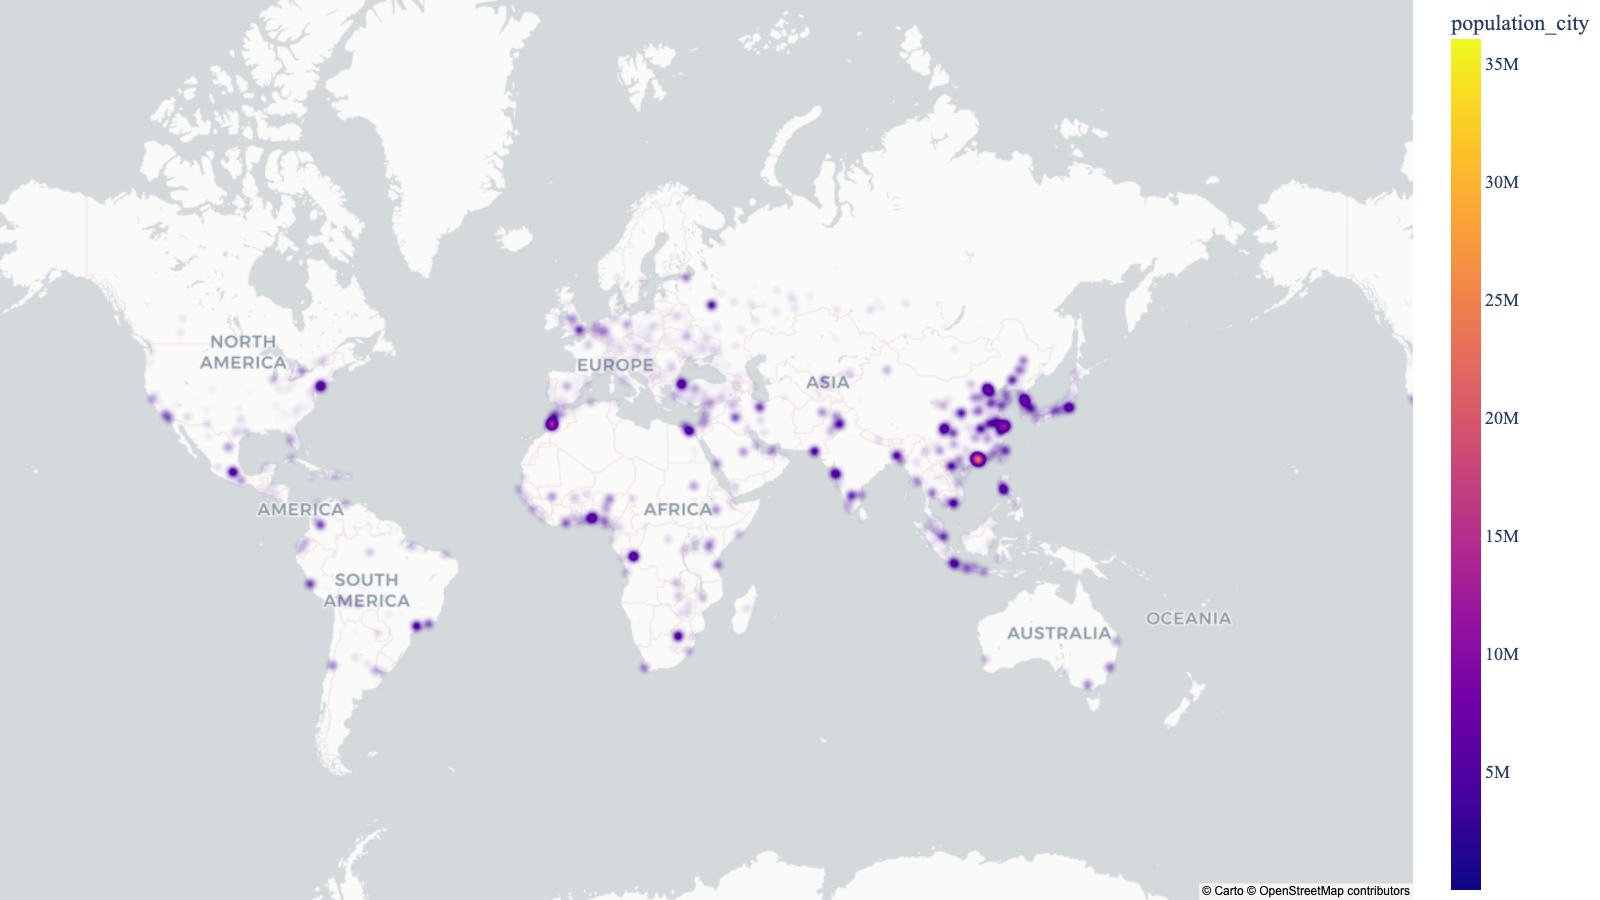 population_city
35M
30M
25M
20M
15M
10M
5M
NORTH
AMERICA
EUROPE
ASIA
AMERICA
AFRICA
SOUTH
AMERICA
AUSTRALIA
OCEANIA
© Carto © OpenStreetMap contributors